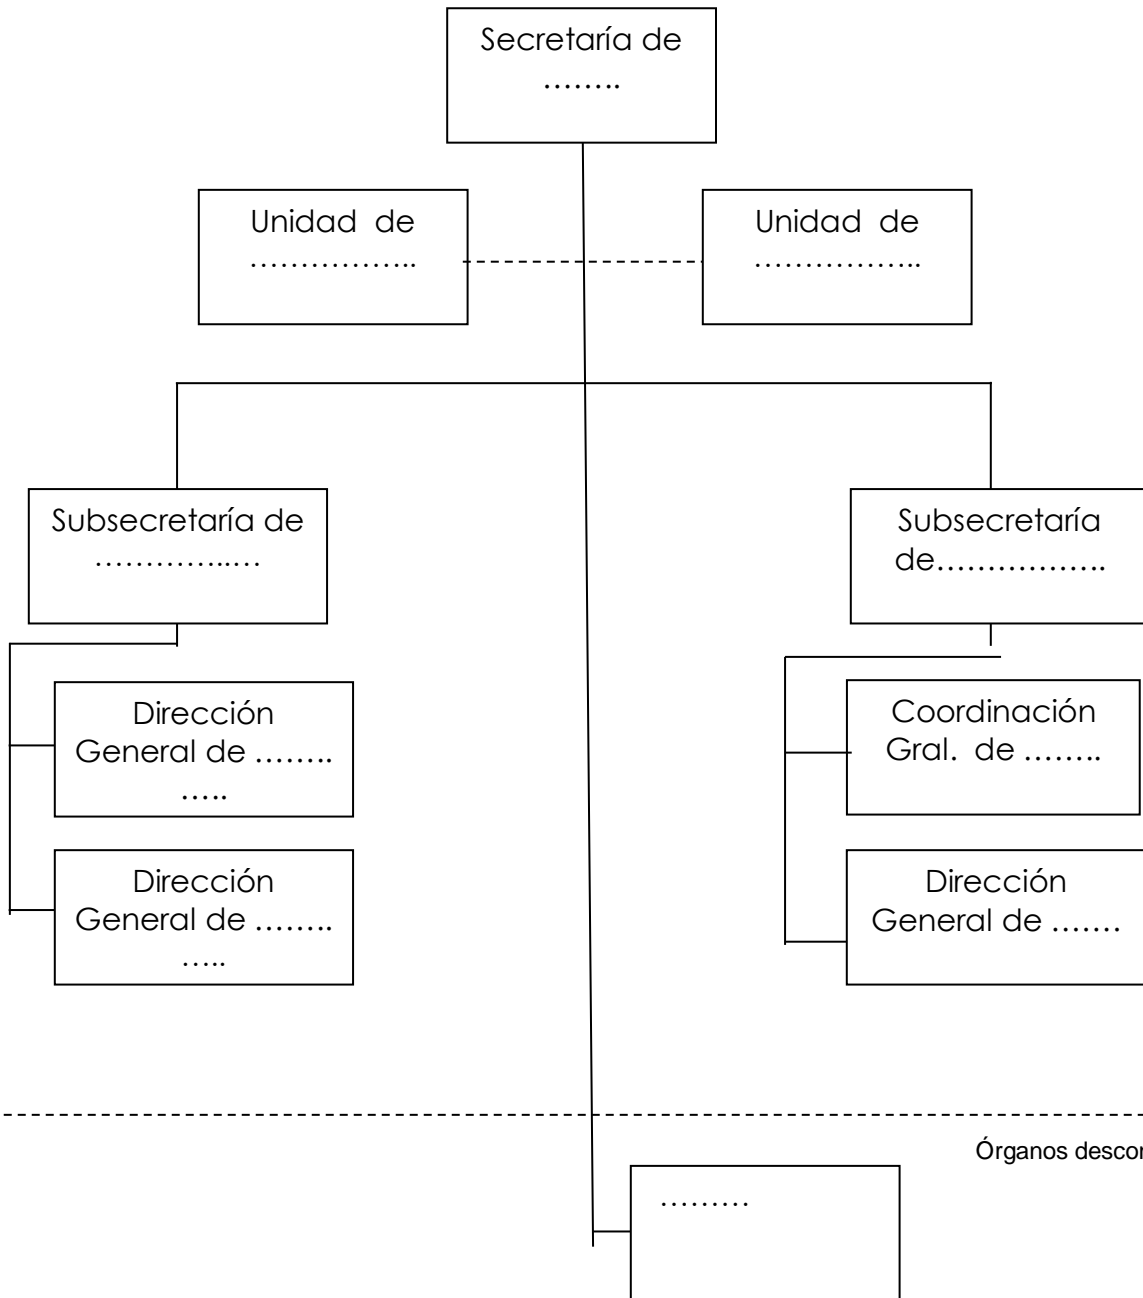 Secretaría de
........
Unidad de
.................
Unidad de
.................
Subsecretaría de
.................
Subsecretaría
de.................
Dirección
General de ........
.....
Dirección
General de ........
.....
Coordinación
Gral. de ........
Dirección
General de .......
Órganos descon
.........